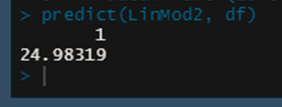 > predict(LinMod2, df)
1
24.98319
>